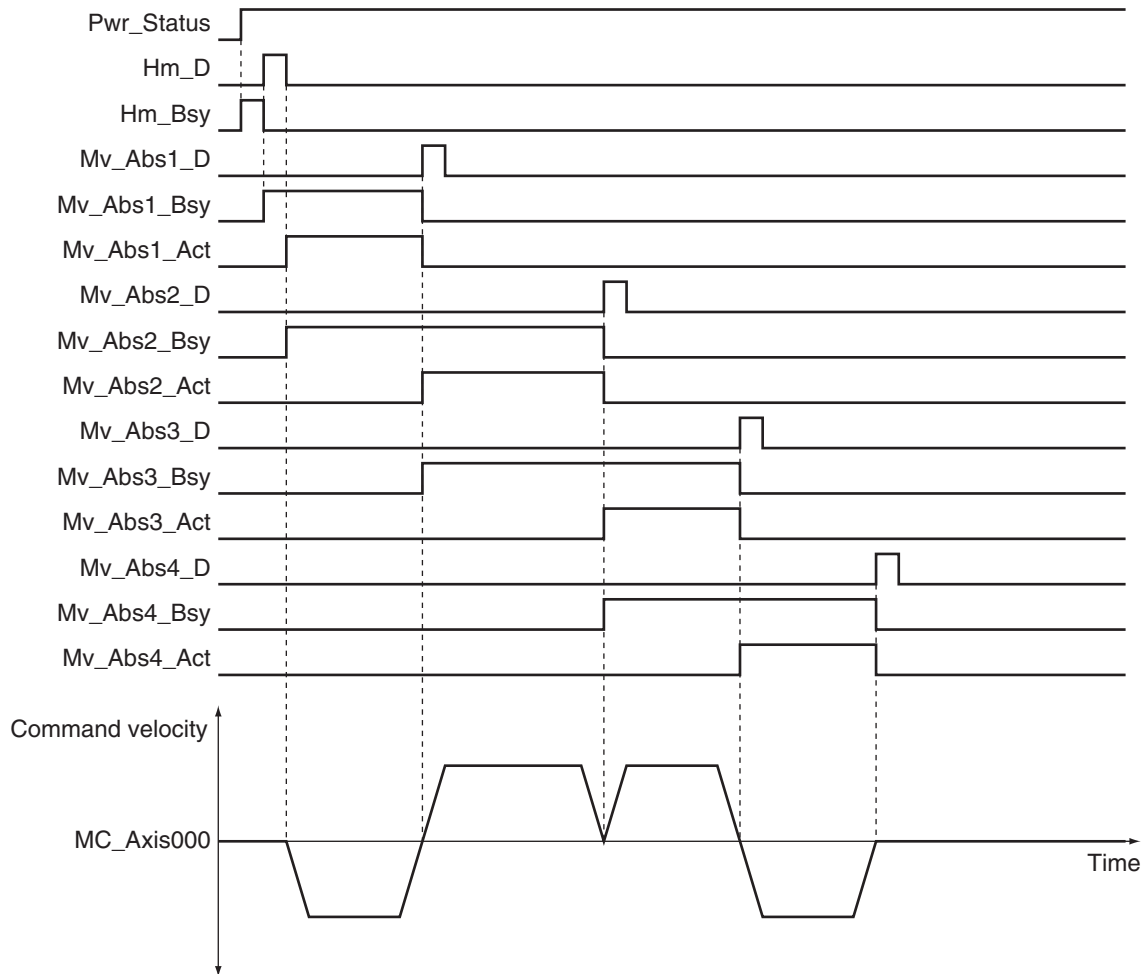 Pwr_Status
Hm_D
Hm_Bsy
Mv_Abs1_D
Mv_Abs1_Bsy
Mv_Abs1_Act
Mv_Abs2_D
Mv_Abs2_Bsy
Mv_Abs2_Act
Mv_Abs3_D
Mv_Abs3_Bsy
Mv_Abs3_Act
Mv_Abs4_D
Mv_Abs4_Bsy
Mv_Abs4_Act
Command velocity
MC_Axis000
Time